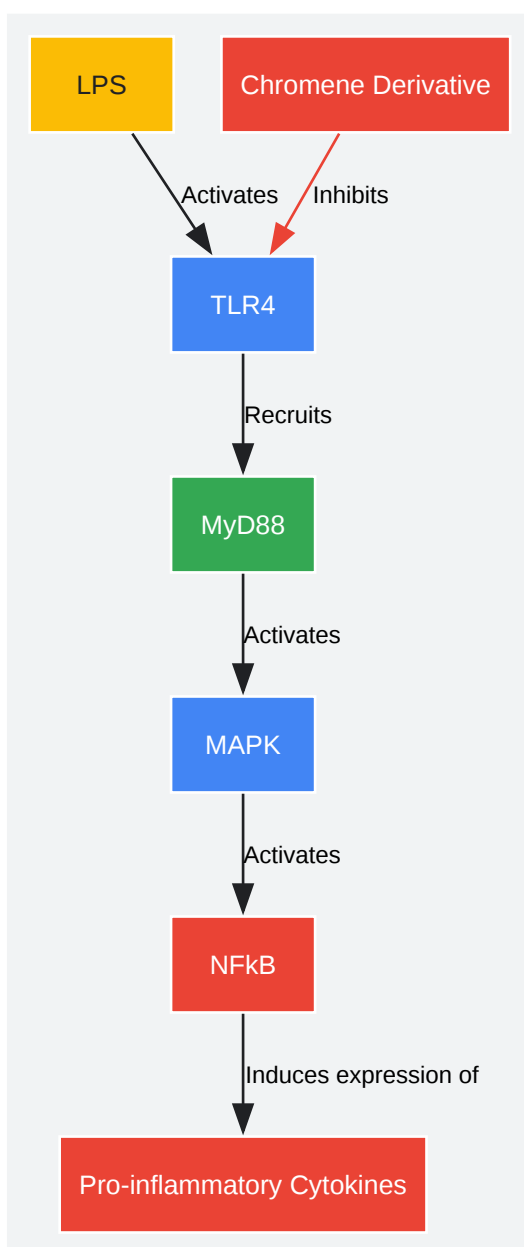 LPS
Chromene Derivative
Activates
Inhibits
TLR4
Recruits
MyD88
Activates
MAPK
Activates
NFkB
Induces expression of
Pro-inflammatory Cytokines